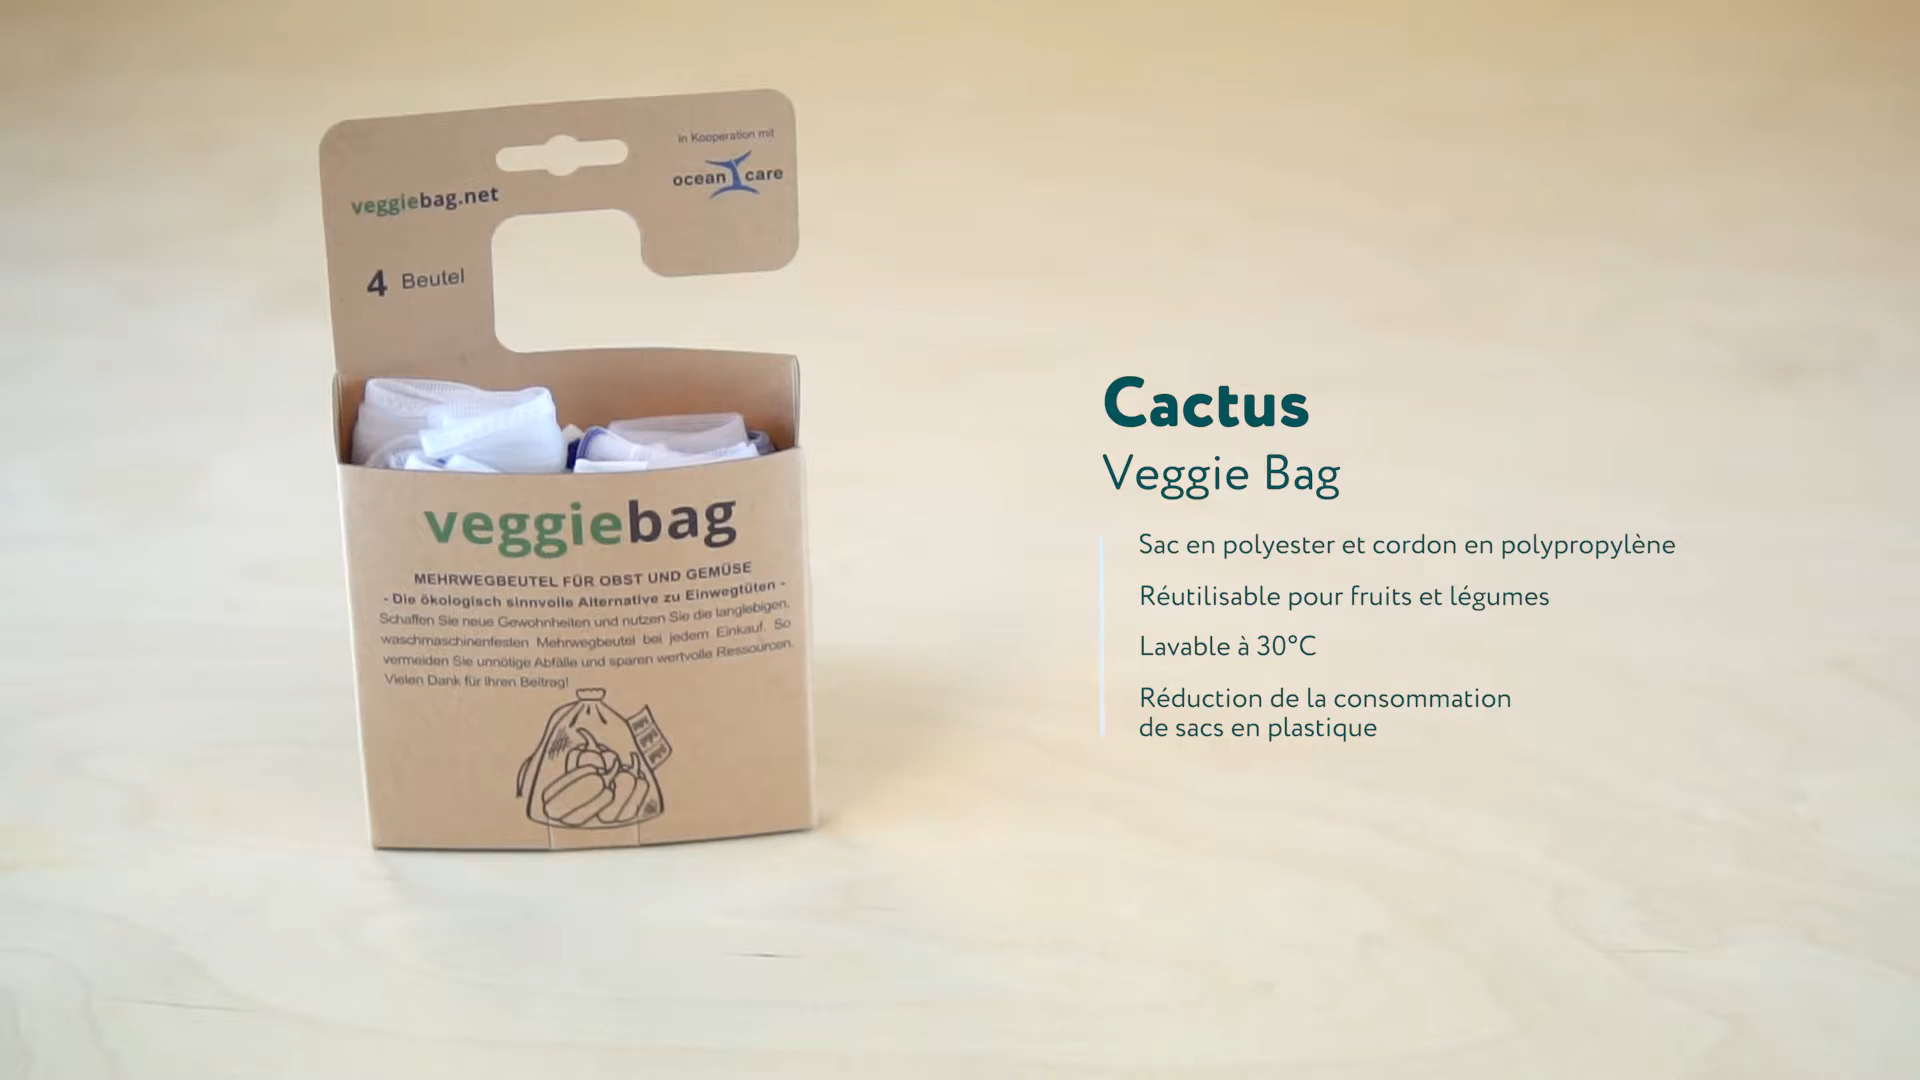 In Kooperation mit
ocean care
veggiebag.net
4 Beutel
veggiebag
MEHRWEGBEUTEL FÜR OBST UND GEMÜSE
- Die ökologisch sinnvolle Alternative zu Einwegtüten -
Schaffen Sie neue Gewohnheiten und nutzen Sie die langlebigen,
waschmaschinenfesten Mehrwegbeutel bei jedem Einkauf. So
vermeiden Sie unnötige Abfälle und sparen wertvolle Ressourcen.
Vielen Dank für Ihren Beitrag!
Cactus
Veggie Bag
Sac en polyester et cordon en polypropylène
Réutilisable pour fruits et légumes
Lavable à 30°C
Réduction de la consommation
de sacs en plastique